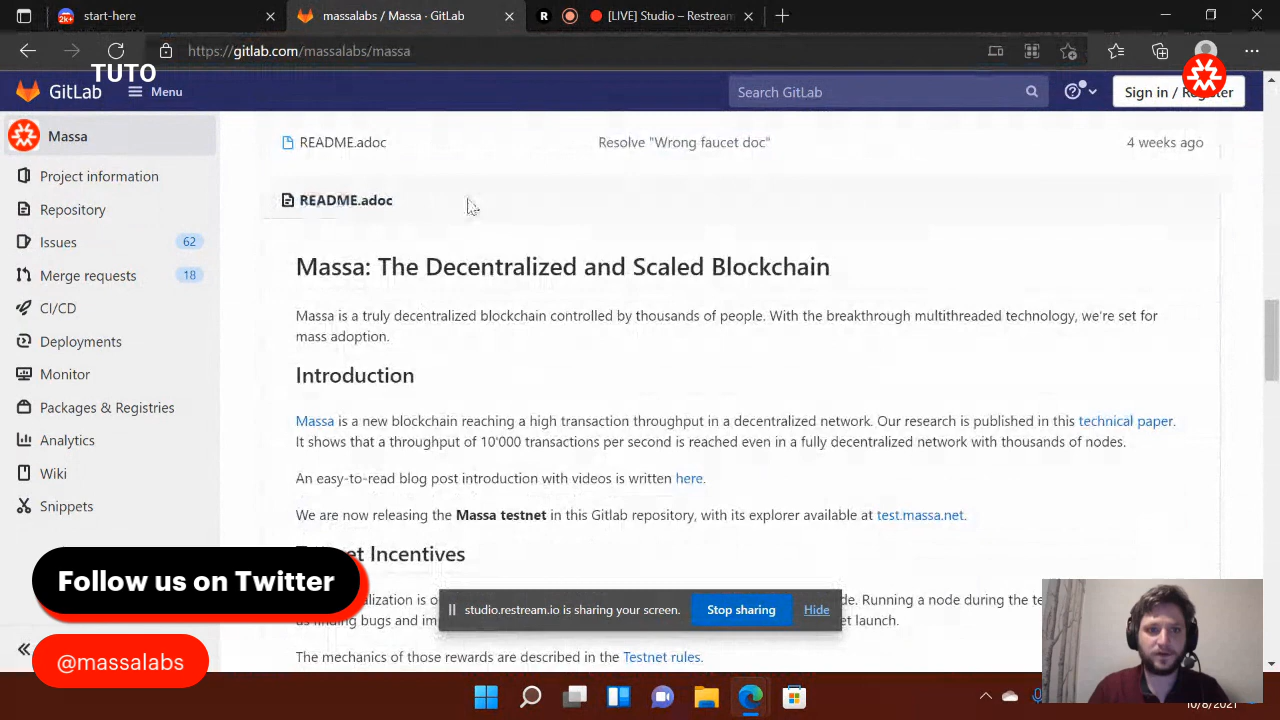 start-here
massalabs / Massa · GitLab
R
[LIVE] Studio – Restream
https://gitlab.com/massalabs/massa
TUTO
GitLab
Menu
Search GitLab
Sign in / Register
Massa
Project information
Repository
Issues
62
Merge requests
18
CI/CD
Deployments
Monitor
Packages & Registries
Analytics
Wiki
Snippets
README.adoc
Resolve "Wrong faucet doc"
4 weeks ago
README.adoc
Massa: The Decentralized and Scaled Blockchain
Massa is a truly decentralized blockchain controlled by thousands of people. With the breakthrough multithreaded technology, we're set for
mass adoption.
Introduction
Massa is a new blockchain reaching a high transaction throughput in a decentralized network. Our research is published in this technical paper.
It shows that a throughput of 10'000 transactions per second is reached even in a fully decentralized network with thousands of nodes.
An easy-to-read blog post introduction with videos is written here.
We are now releasing the Massa testnet in this Gitlab repository, with its explorer available at test.massa.net.
Incentives
Running a node during the
as finding bugs and
launch.
The mechanics of those rewards are described in the Testnet rules.
studio.restream.io is sharing your screen.
Stop sharing
Hide
Follow us on Twitter
@massalabs
10/8/2021